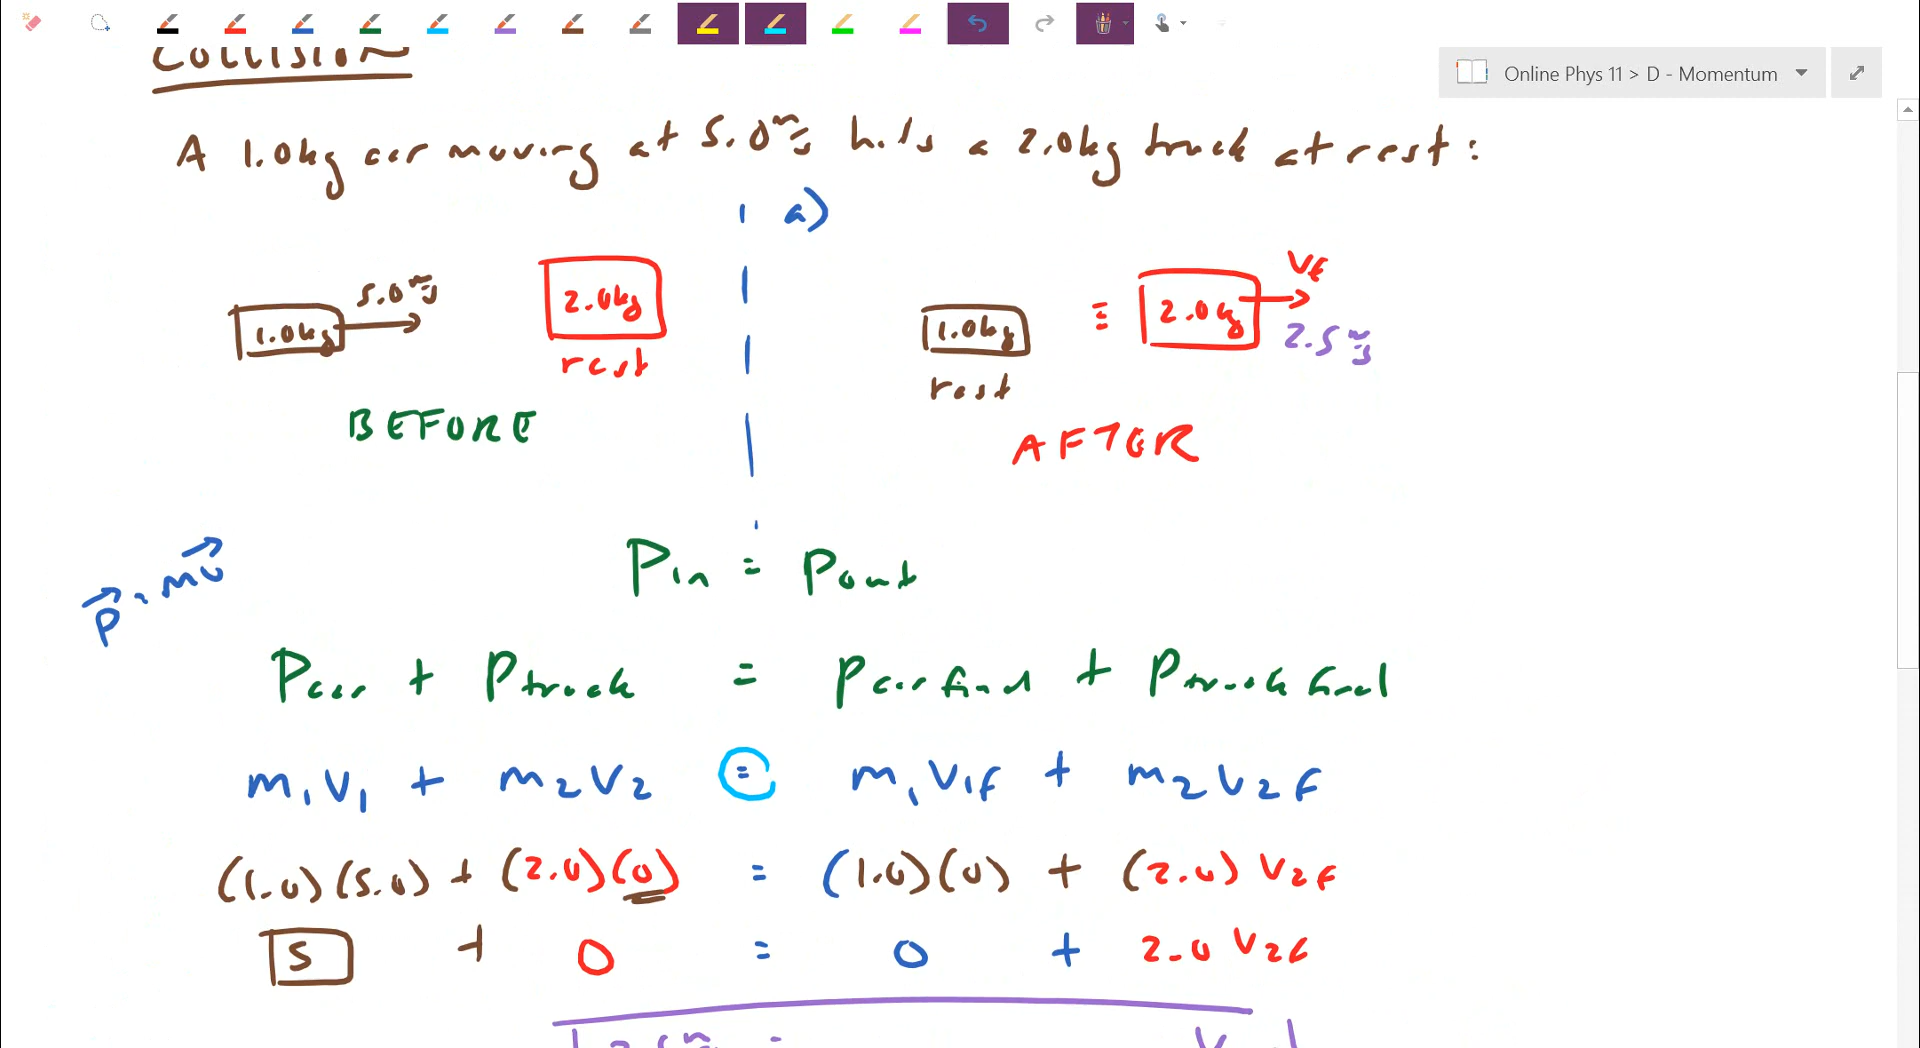 COLLISION
Online Phys 11 > D - Momentum
A 1.0kg car moving at 5.0 m/s hits a 2.0kg truck at rest :
a)
1.0kg 5.0 m/s 2.0kg 1.0kg = 2.0kg Vf
rest rest 2.5 m/s
BEFORE AFTER
Pin = Pout
p = mv
Pcar + Ptruck = Pcar final + Ptruck final
m1v1 + m2v2 = m1v1f + m2v2f
(1.0)(5.0) + (2.0)(0) = (1.0)(0) + (2.0) V2f
5 + 0 = 0 + 2.0 V2f